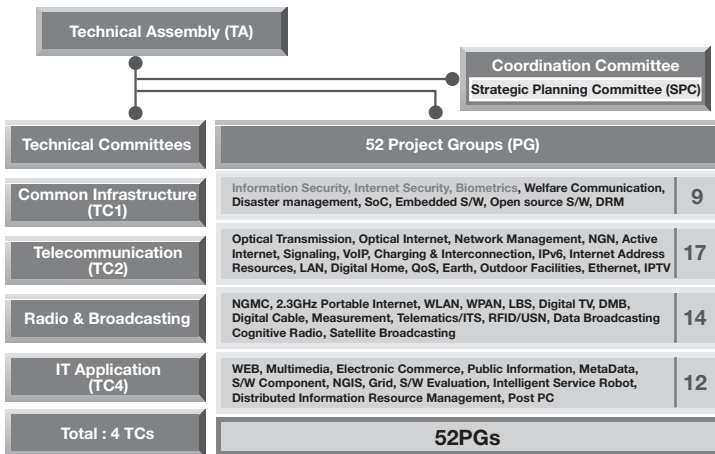 Technical Assembly (TA)
Coordination Committee
Strategic Planning Committee (SPC)
Technical Committees
52 Project Groups (PG)
Common Infrastructure
(TC1)
Information Security, Internet Security, Biometrics, Welfare Communication,
Disaster management, SoC, Embedded S/W, Open source S/W, DRM
9
Telecommunication
(TC2)
Optical Transmission, Optical Internet, Network Management, NGN, Active
Internet, Signaling, VoIP, Charging & Interconnection, IPv6, Internet Address
Resources, LAN, Digital Home, QoS, Earth, Outdoor Facilities, Ethernet, IPTV
17
Radio & Broadcasting
NGMC, 2.3GHz Portable Internet, WLAN, WPAN, LBS, Digital TV, DMB,
Digital Cable, Measurement, Telematics/ITS, RFID/USN, Data Broadcasting
Cognitive Radio, Satellite Broadcasting
14
IT Application
(TC4)
WEB, Multimedia, Electronic Commerce, Public Information, MetaData,
S/W Component, NGIS, Grid, S/W Evaluation, Intelligent Service Robot,
Distributed Information Resource Management, Post PC
12
Total : 4 TCs
52PGs